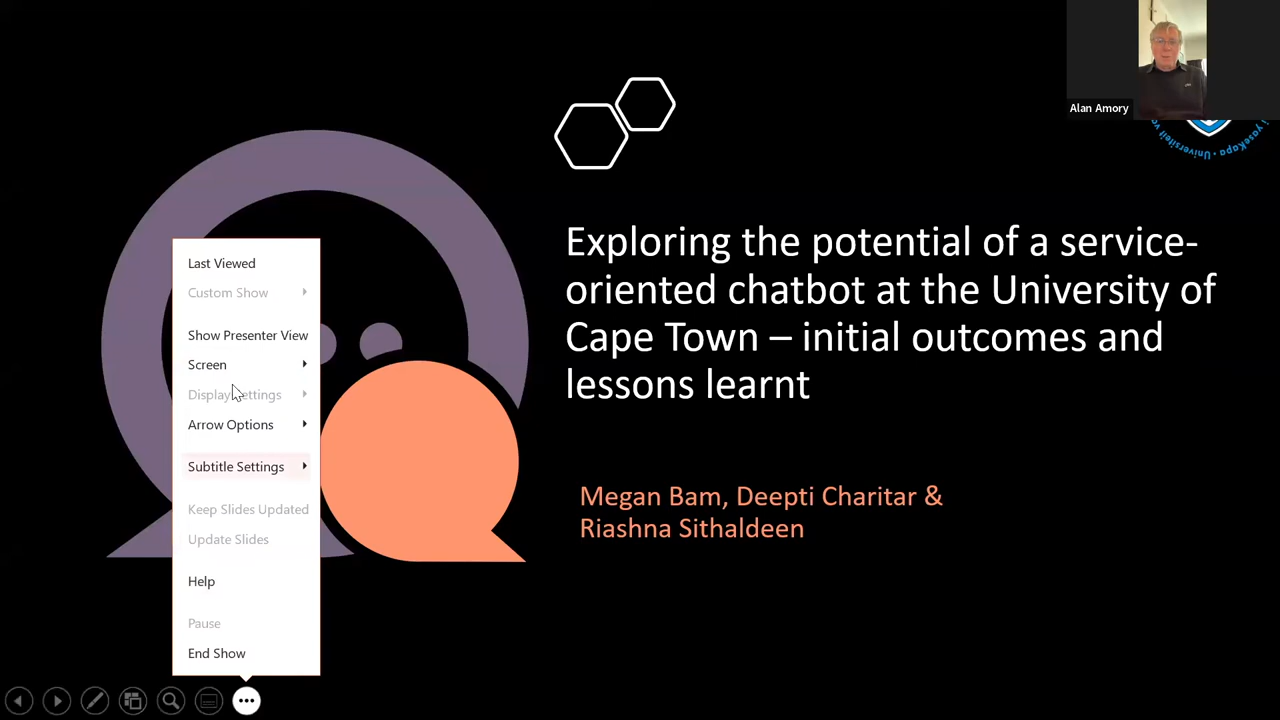 Alan Amory
yaseKapa · Universiteit v
Exploring the potential of a service-
oriented chatbot at the University of
Cape Town – initial outcomes and
lessons learnt
Megan Bam, Deepti Charitar &
Riashna Sithaldeen
Last Viewed
Custom Show
Show Presenter View
Screen
Display Settings
Arrow Options
Subtitle Settings
Keep Slides Updated
Update Slides
Help
Pause
End Show